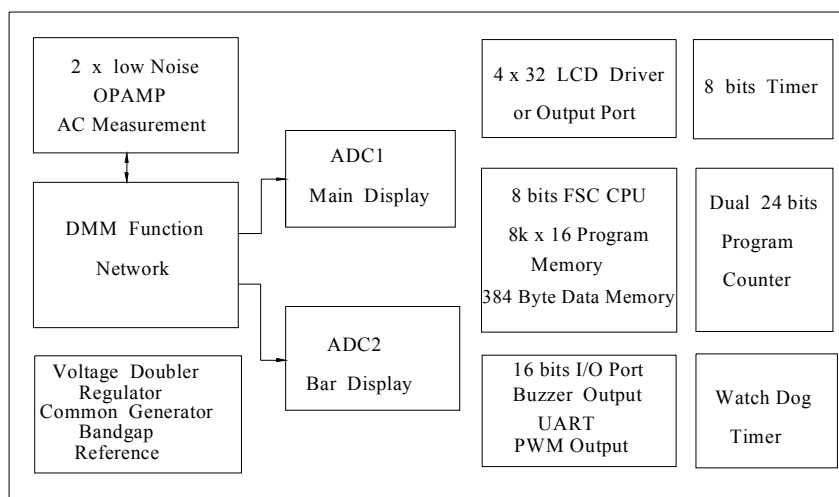 2 x low Noise
OPAMP
AC Measurement
DMM Function
Network
Voltage Doubler
Regulator
Common Generator
Bandgap
Reference
ADC1
Main Display
ADC2
Bar Display
4 x 32 LCD Driver
or Output Port
8 bits Timer
8 bits FSC CPU
8k x 16 Program
Memory
384 Byte Data Memory
Dual 24 bits
Program
Counter
16 bits I/O Port
Buzzer Output
UART
PWM Output
Watch Dog
Timer